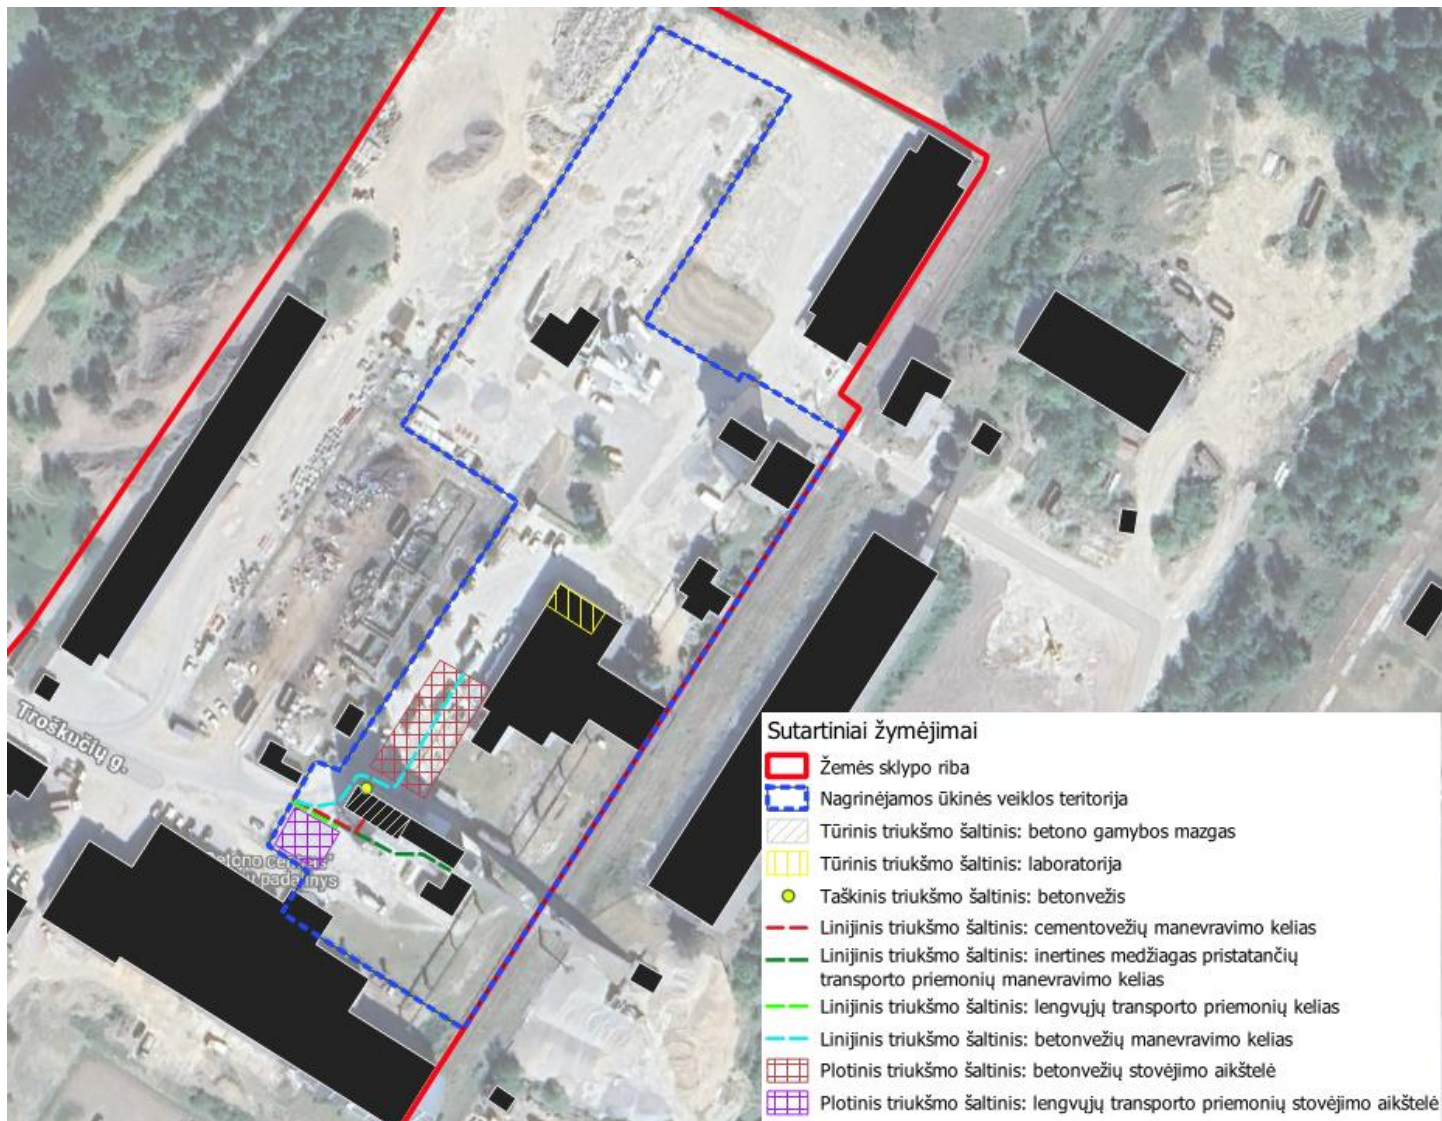 Troškučių g.
"Betono centras"
Sutartiniai žymėjimai
Žemės sklypo riba
Nagrinėjamos ūkinės veiklos teritorija
Tūrinis triukšmo šaltinis: betono gamybos mazgas
Tūrinis triukšmo šaltinis: laboratorija
Taškinis triukšmo šaltinis: betonvežis
Linijinis triukšmo šaltinis: cementovežių manevravimo kelias
Linijinis triukšmo šaltinis: inertines medžiagas pristatančių
transporto priemonių manevravimo kelias
Linijinis triukšmo šaltinis: lengvųjų transporto priemonių kelias
Linijinis triukšmo šaltinis: betonvežių manevravimo kelias
Plotinis triukšmo šaltinis: betonvežių stovėjimo aikštelė
Plotinis triukšmo šaltinis: lengvųjų transporto priemonių stovėjimo aikštelė